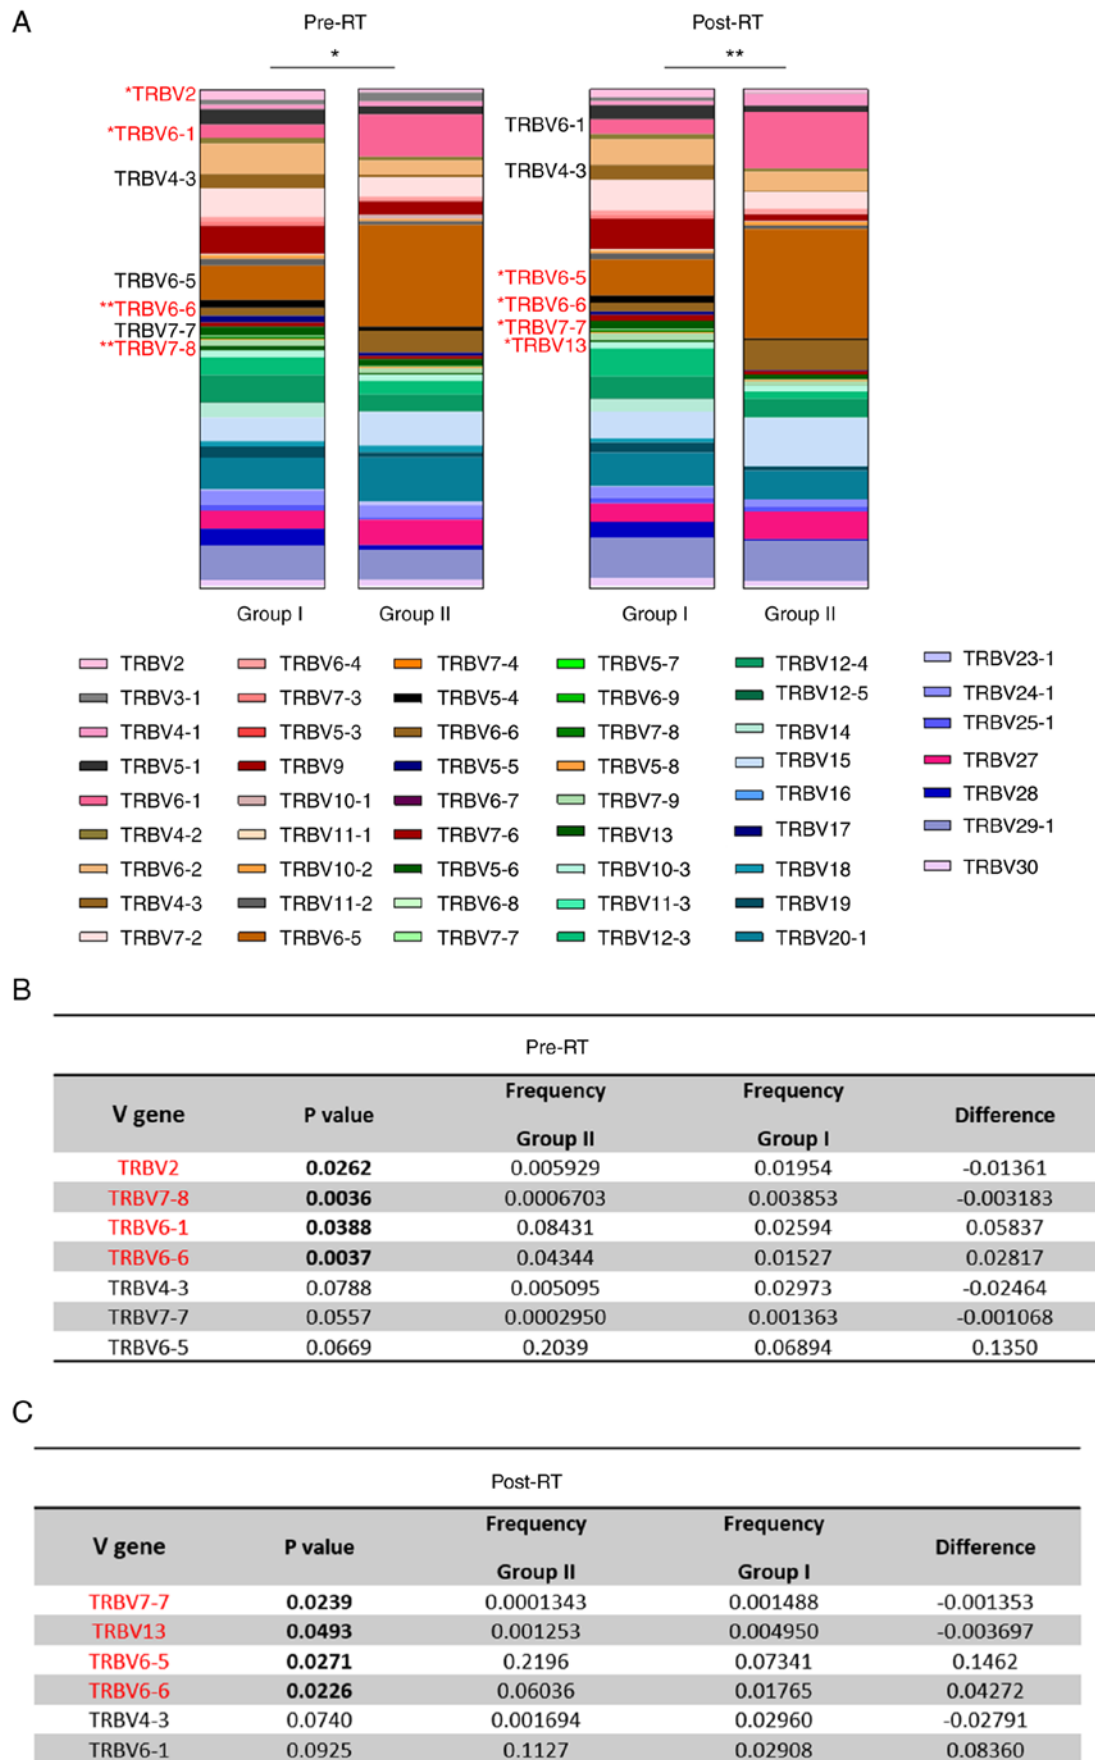 A
Pre-RT
Post-RT
*
**
*TRBV2
*TRBV6-1
TRBV4-3
TRBV6-5
**TRBV6-6
TRBV7-7
**TRBV7-8
TRBV6-1
TRBV4-3
*TRBV6-5
*TRBV6-6
*TRBV7-7
*TRBV13
Group I
Group II
Group I
Group II
TRBV2
TRBV3-1
TRBV4-1
TRBV5-1
TRBV6-1
TRBV4-2
TRBV6-2
TRBV4-3
TRBV7-2
TRBV6-4
TRBV7-3
TRBV5-3
TRBV9
TRBV10-1
TRBV11-1
TRBV10-2
TRBV11-2
TRBV6-5
TRBV7-4
TRBV5-4
TRBV6-6
TRBV5-5
TRBV6-7
TRBV7-6
TRBV5-6
TRBV6-8
TRBV7-7
TRBV5-7
TRBV6-9
TRBV7-8
TRBV5-8
TRBV7-9
TRBV13
TRBV10-3
TRBV11-3
TRBV12-3
TRBV12-4
TRBV12-5
TRBV14
TRBV15
TRBV16
TRBV17
TRBV18
TRBV19
TRBV20-1
TRBV23-1
TRBV24-1
TRBV25-1
TRBV27
TRBV28
TRBV29-1
TRBV30
B
Pre-RT
V gene P value Frequency Group II Frequency Group I Difference
TRBV2 0.0262 0.005929 0.01954 -0.01361
TRBV7-8 0.0036 0.0006703 0.003853 -0.003183
TRBV6-1 0.0388 0.08431 0.02594 0.05837
TRBV6-6 0.0037 0.04344 0.01527 0.02817
TRBV4-3 0.0788 0.005095 0.02973 -0.02464
TRBV7-7 0.0557 0.0002950 0.001363 -0.001068
TRBV6-5 0.0669 0.2039 0.06894 0.1350
C
Post-RT
V gene P value Frequency Group II Frequency Group I Difference
TRBV7-7 0.0239 0.0001343 0.001488 -0.001353
TRBV13 0.0493 0.001253 0.004950 -0.003697
TRBV6-5 0.0271 0.2196 0.07341 0.1462
TRBV6-6 0.0226 0.06036 0.01765 0.04272
TRBV4-3 0.0740 0.001694 0.02960 -0.02791
TRBV6-1 0.0925 0.1127 0.02908 0.08360